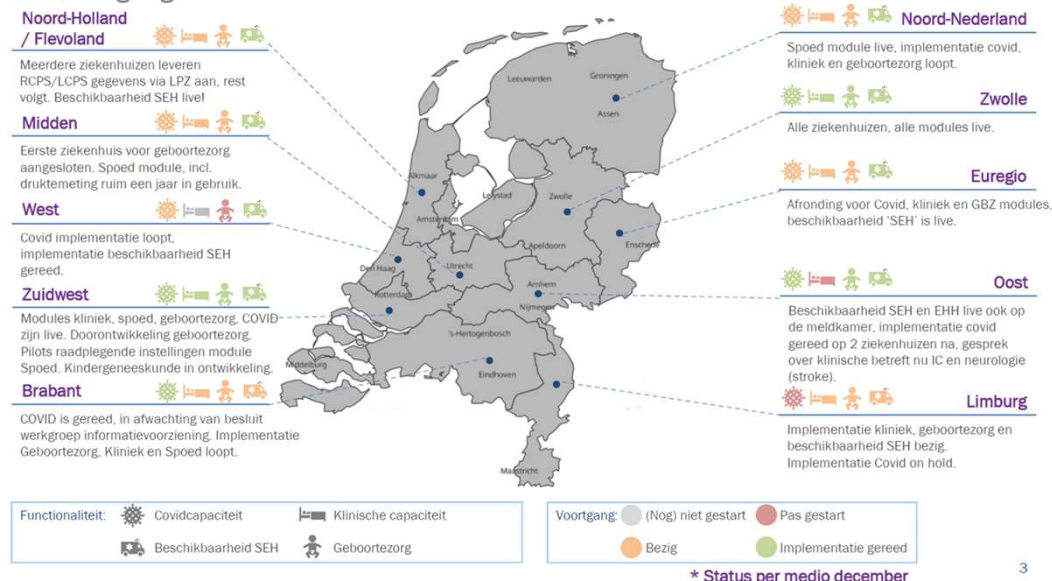 Noord-Holland
/ Flevoland
Meerdere ziekenhuizen leveren
RCPS/LCPS gegevens via LPZ aan, rest
volgt. Beschikbaarheid SEH live!
Midden
Eerste ziekenhuis voor geboortezorg
aangesloten. Spoed module, incl.
druktemeting ruim een jaar in gebruik.
West
Covid implementatie loopt,
implementatie beschikbaarheid SEH
gereed.
Zuidwest
Modules kliniek, spoed, geboortezorg, COVID
zijn live. Doorontwikkeling geboortezorg.
Pilots raadplegende instellingen module
Spoed. Kindergeneeskunde in ontwikkeling.
Brabant
COVID is gereed, in afwachting van besluit
werkgroep informatievoorziening. Implementatie
Geboortezorg, Kliniek en Spoed loopt.
Leeuwarden
Groningen
Assen
Alkmaar
Lelystad
Zwolle
Amsterdam
Apeldoorn
Enschede
Den Haag
Utrecht
Arnhem
Rotterdam
Nijmegen
's-Hertogenbosch
Middelburg
Eindhoven
Maastricht
Noord-Nederland
Spoed module live, implementatie covid,
kliniek en geboortezorg loopt.
Zwolle
Alle ziekenhuizen, alle modules live.
Euregio
Afronding voor Covid, kliniek en GBZ modules,
beschikbaarheid 'SEH' is live.
Oost
Beschikbaarheid SEH en EHH live ook op
de meldkamer, implementatie covid
gereed op 2 ziekenhuizen na, gesprek
over klinische betreft nu IC en neurologie
(stroke).
Limburg
Implementatie kliniek, geboortezorg en
beschikbaarheid SEH bezig.
Implementatie Covid on hold.
Functionaliteit: Covidcapaciteit Klinische capaciteit
Beschikbaarheid SEH Geboortezorg
Voortgang: (Nog) niet gestart Pas gestart
Bezig Implementatie gereed
* Status per medio december
3